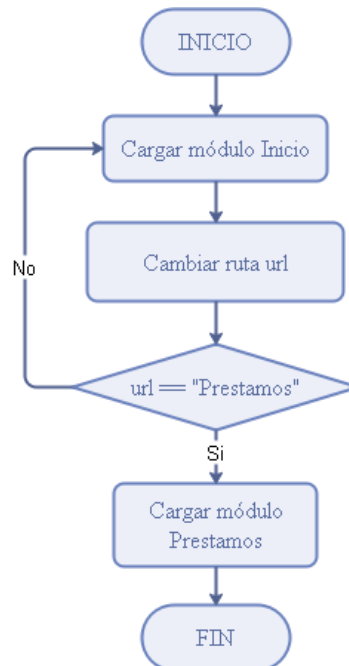 INICIO
Cargar módulo Inicio
Cambiar ruta url
No
url == "Prestamos"
Si
Cargar módulo
Prestamos
FIN